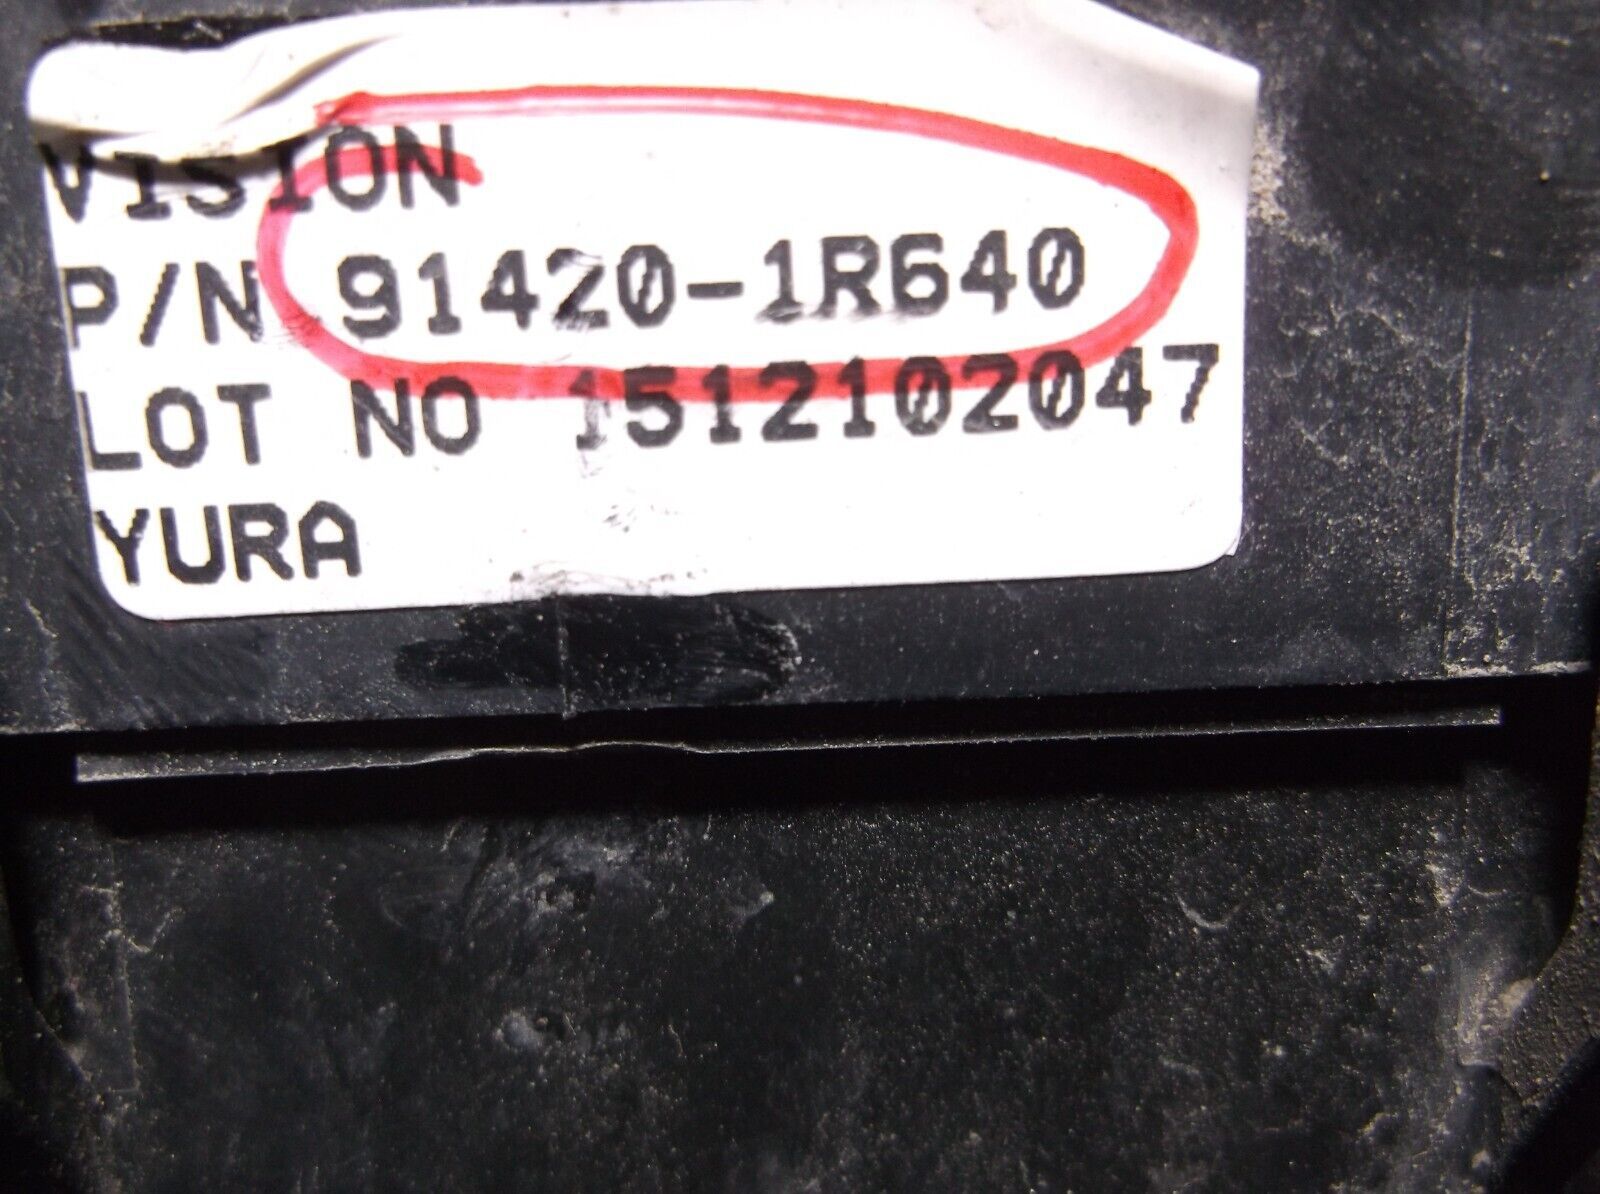 VISION
P/N 91420-1R640
LOT NO 1512102047
YURA